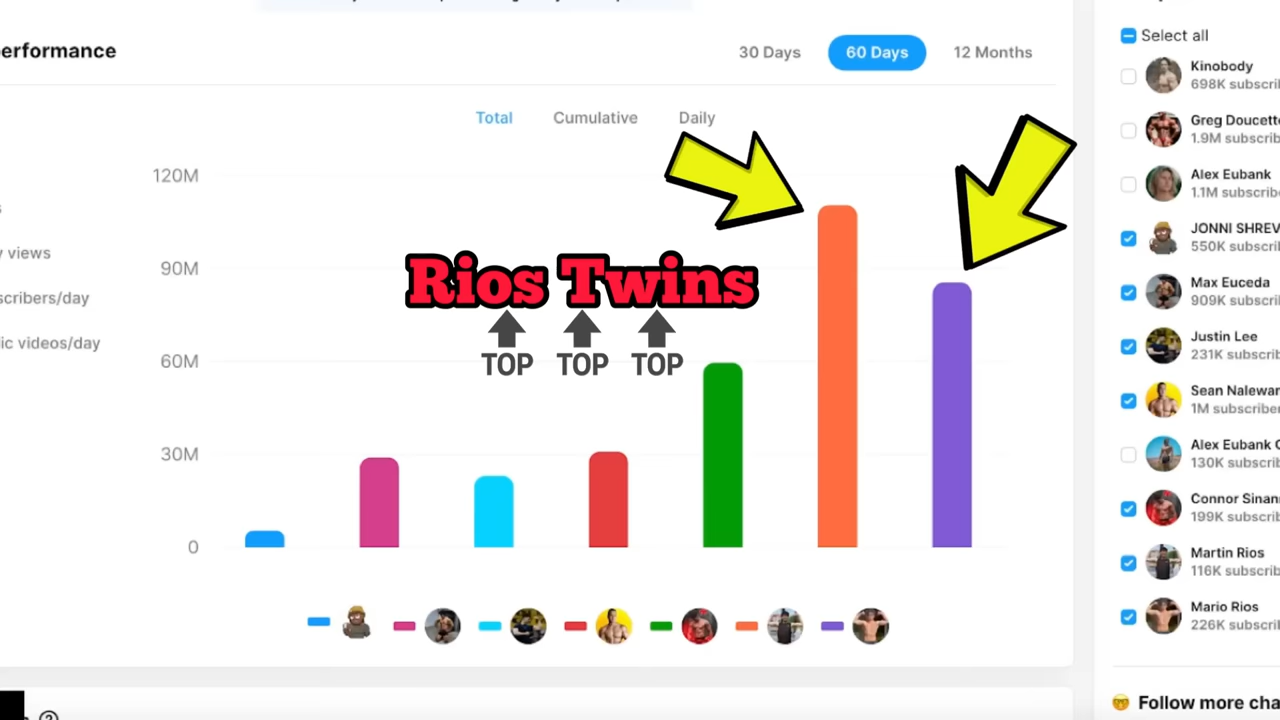 erformance
30 Days
60 Days
12 Months
Total
Cumulative
Daily
120M
90M
60M
30M
0
views
scribers/day
ic videos/day
Rios Twins
TOP TOP TOP
Select all
Kinobody
698K subscrib
Greg Doucette
1.9M subscrib
Alex Eubank
1.1M subscribe
JONNI SHREV
550K subscrib
Max Euceda
909K subscrib
Justin Lee
231K subscrib
Sean Nalewan
1M subscriber
Alex Eubank C
130K subscrib
Connor Sinan
199K subscrib
Martin Rios
116K subscrib
Mario Rios
226K subscrib
Follow more cha